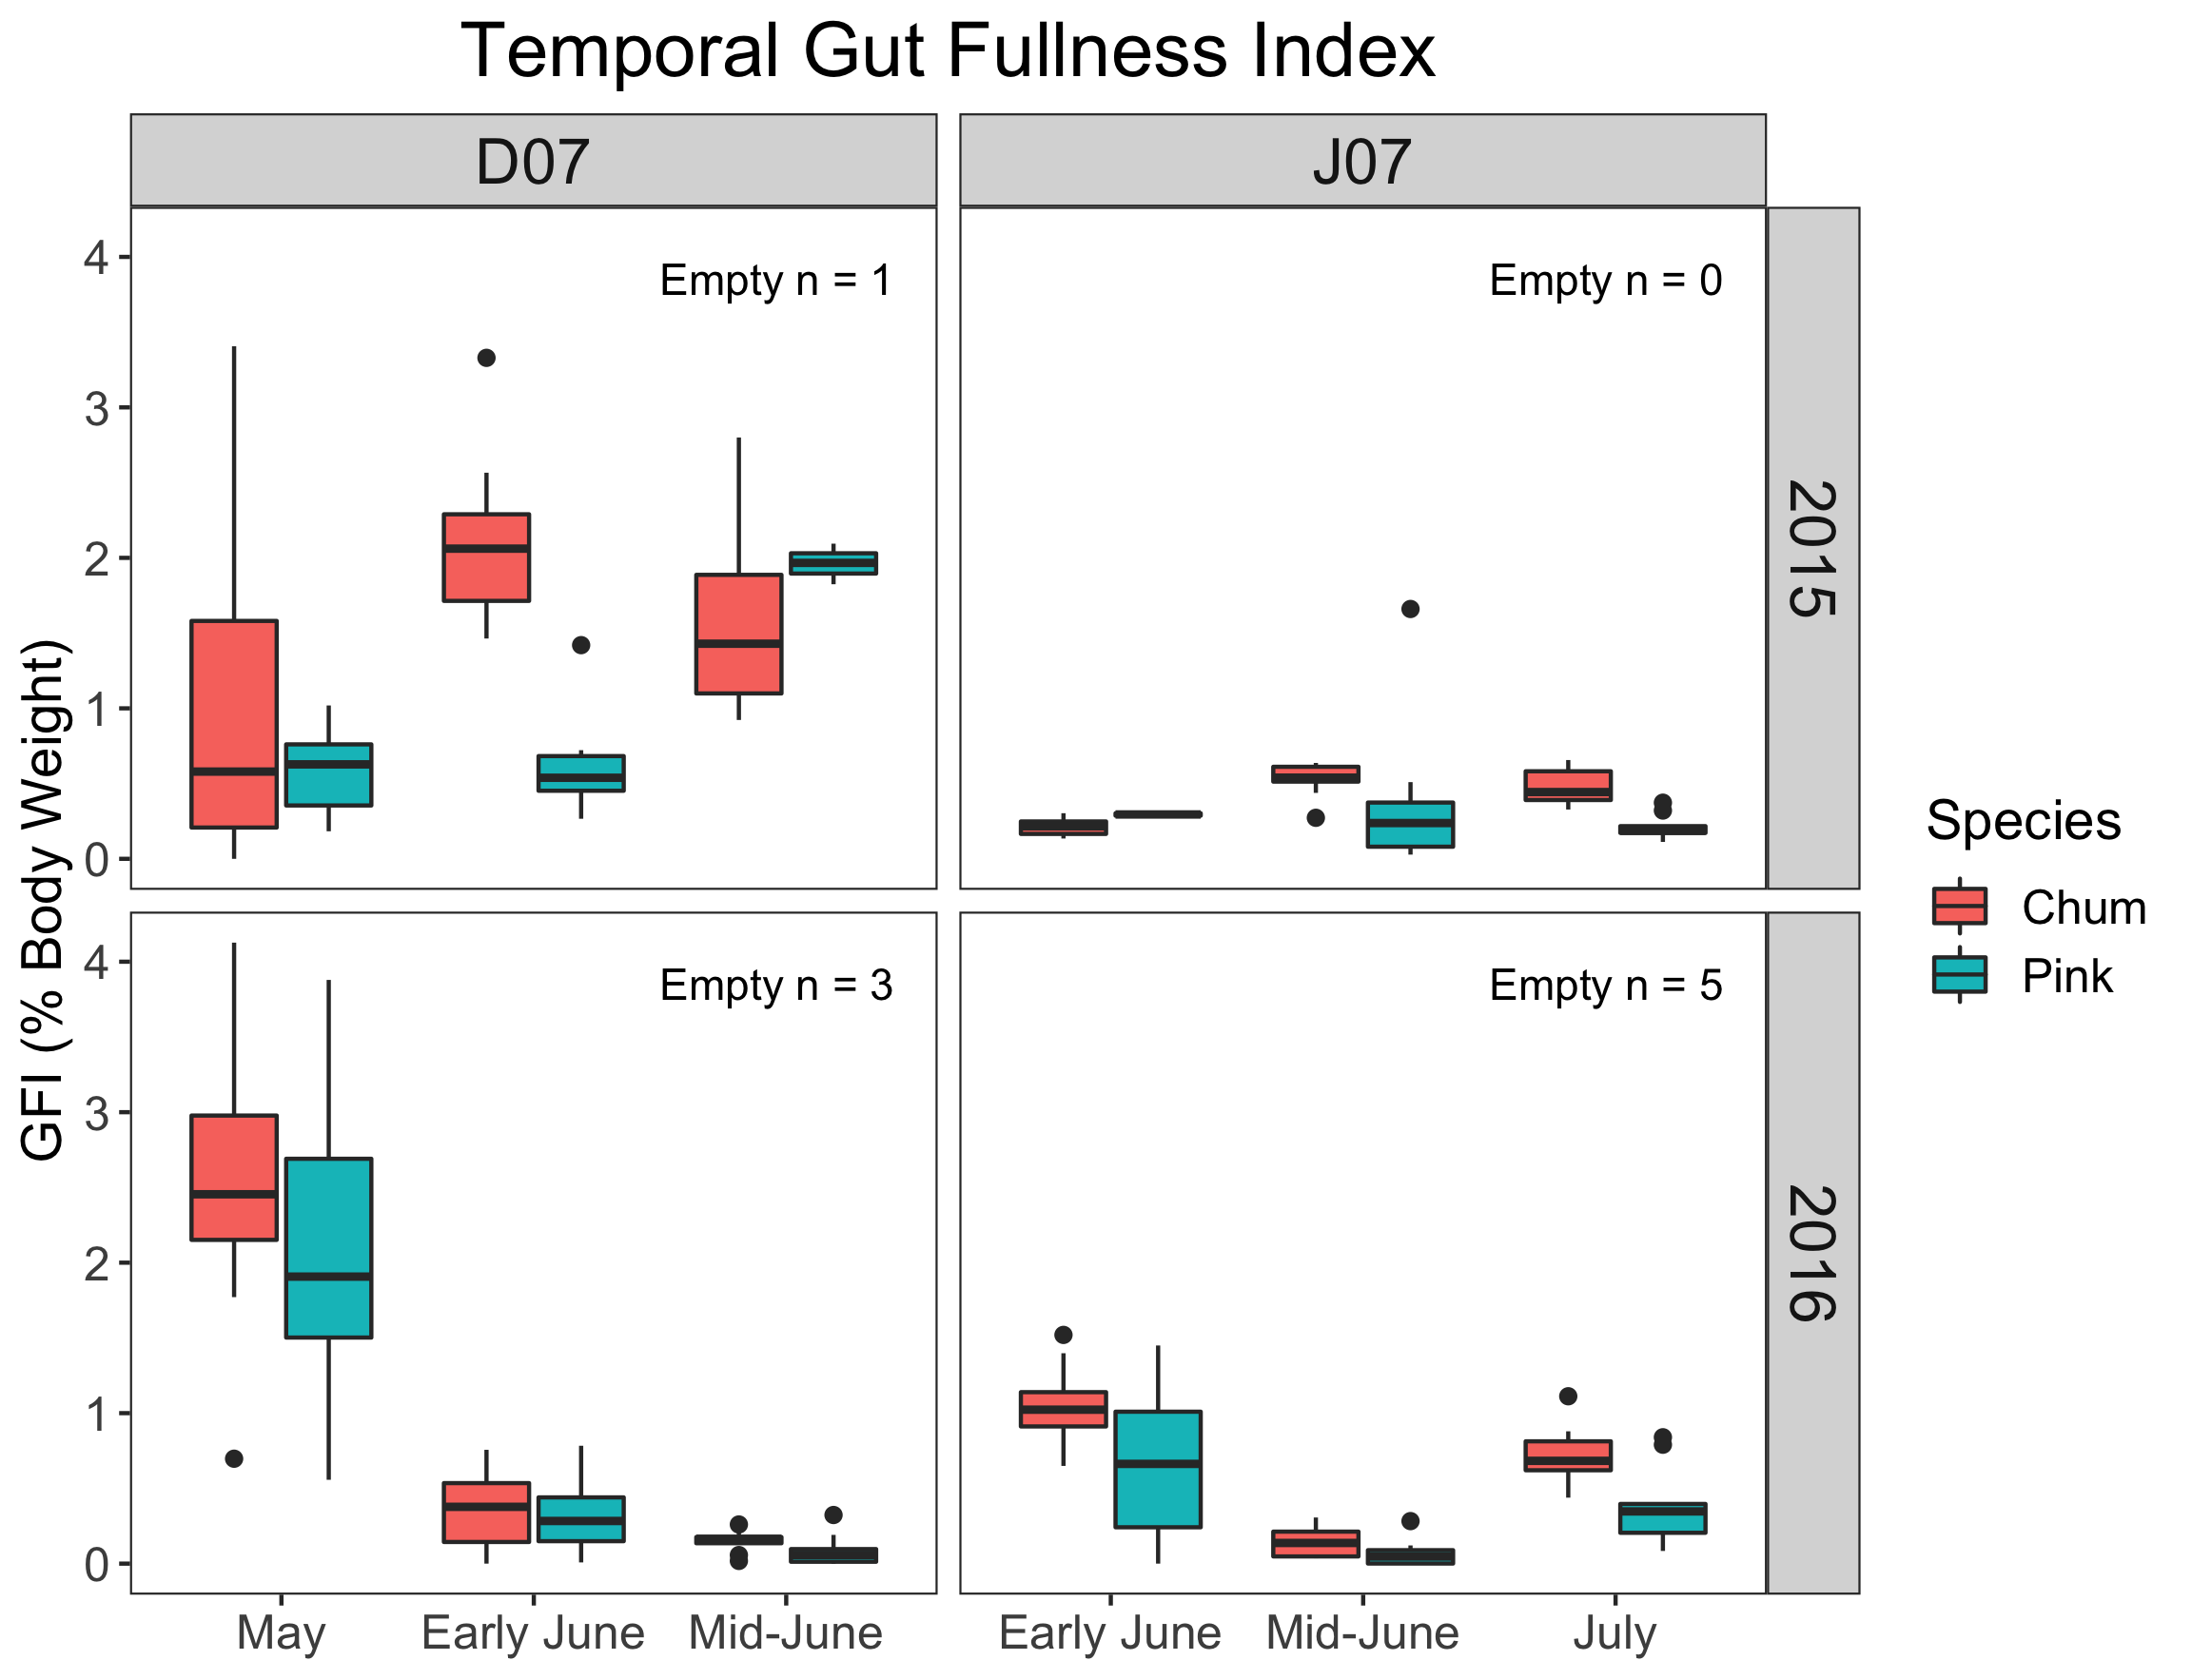 Temporal Gut Fullness Index
D07
J07
4
3
2
1
0
Empty n = 1
Empty n = 0
2015
GFI (% Body Weight)
4
3
2
1
0
Empty n = 3
Empty n = 5
2016
May
Early June
Mid-June
Early June
Mid-June
July
Species
Chum
Pink